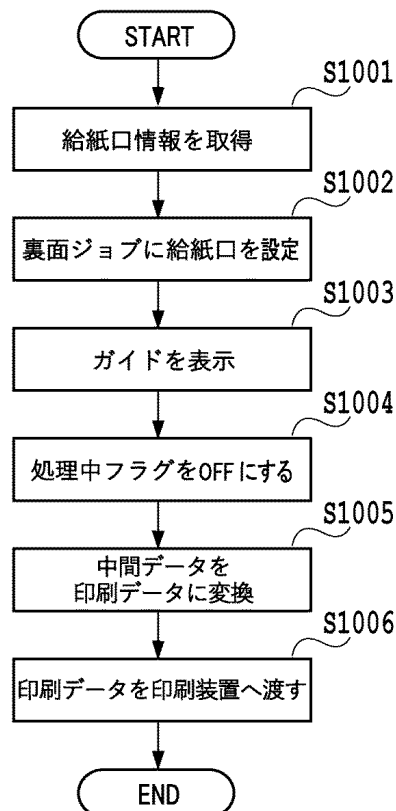 START
S1001
給紙口情報を取得
S1002
裏面ジョブに給紙口を設定
S1003
ガイドを表示
S1004
処理中フラグをOFFにする
S1005
中間データを
印刷データに変換
S1006
印刷データを印刷装置へ渡す
END